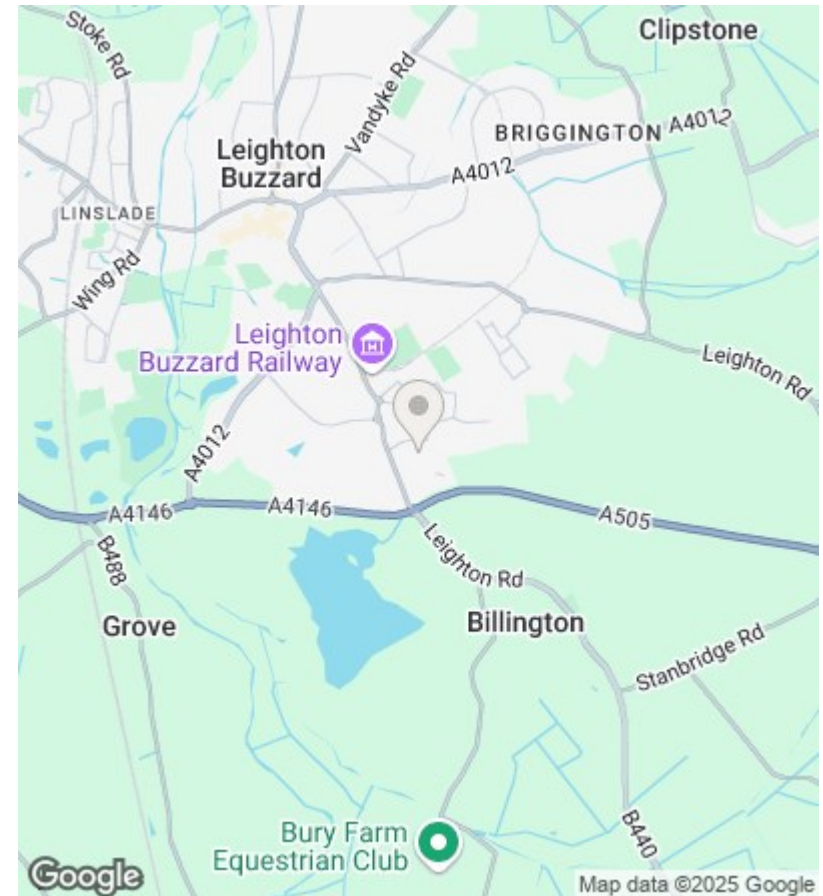 Stoke Rd
Clipstone
Vandyke Rd
BRIGGINGTON
A4012
Leighton
Buzzard
A4012
LINSLADE
Wing Rd
Leighton
Buzzard Railway
Leighton Rd
A4012
A4146
A4146
A505
B488
Leighton Rd
Grove
Billington
Stanbridge Rd
Bury Farm
Equestrian Club
B440
Google
Map data ©2025 Google